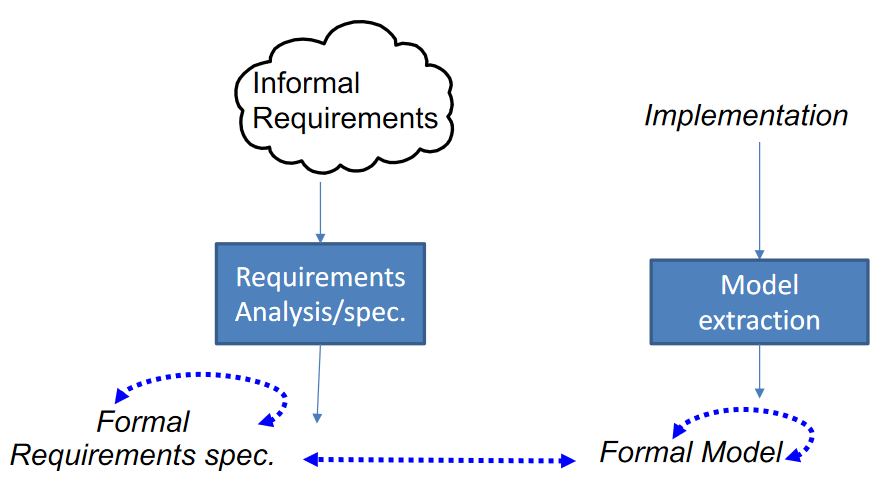 Informal
Requirements
Implementation
Requirements
Analysis/spec.
Model
extraction
Formal
Requirements spec.
Formal Model